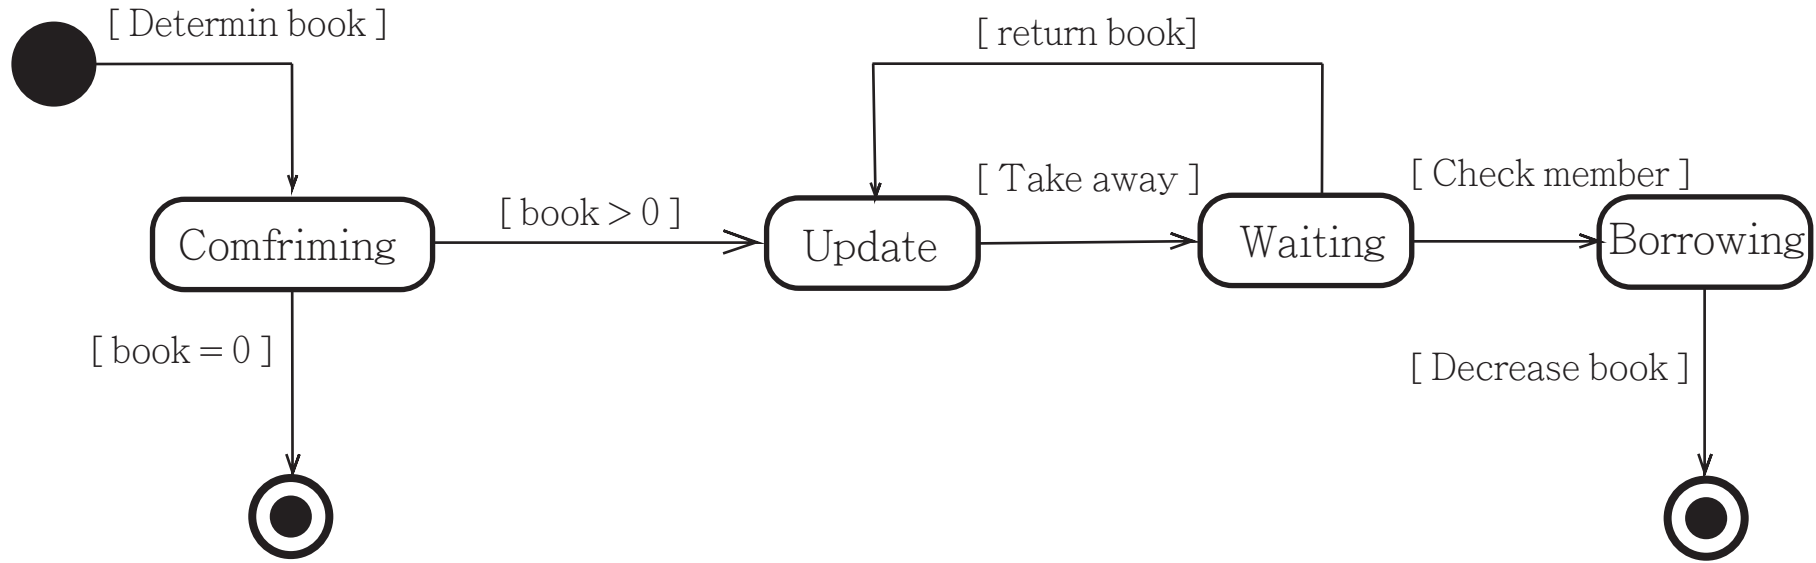 [ Determin book ]
[ return book]
[ Take away ]
[ Check member ]
[ book > 0 ]
Comfriming
Update
Waiting
Borrowing
[ book = 0 ]
[ Decrease book ]